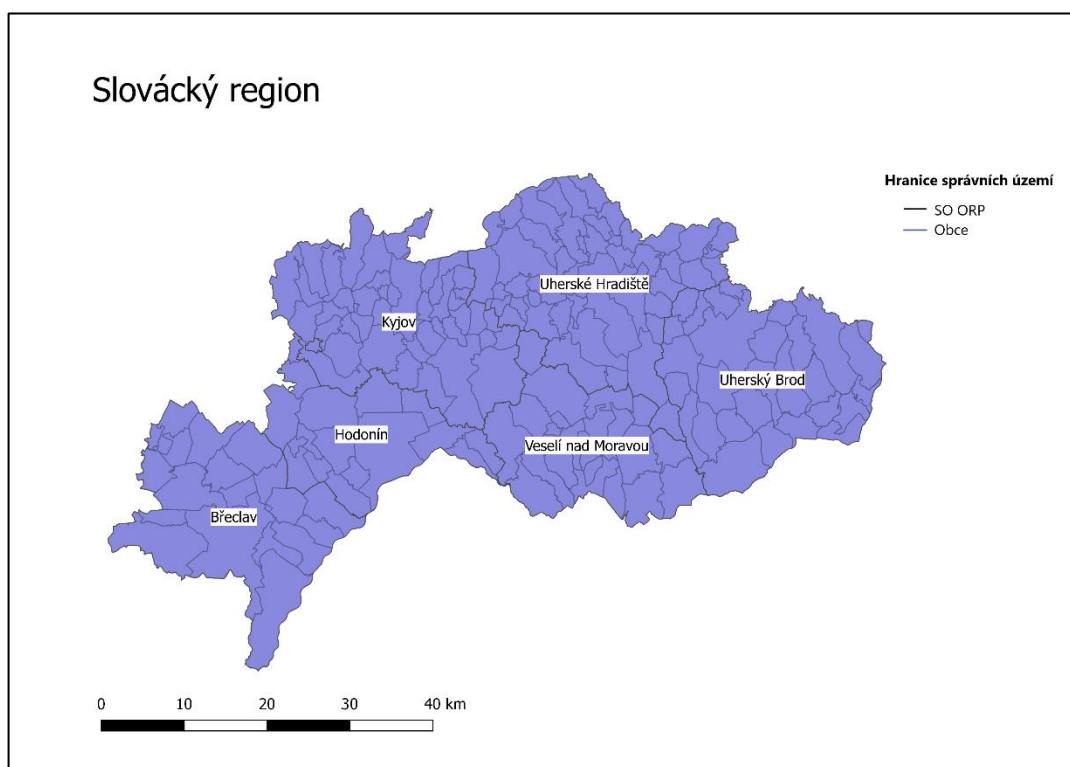 Slovácký region
Hranice správních území
SO ORP
Obce
Uherské Hradiště
Kyjov
Uherský Brod
Hodonín
Veselí nad Moravou
Břeclav
0 10 20 30 40 km